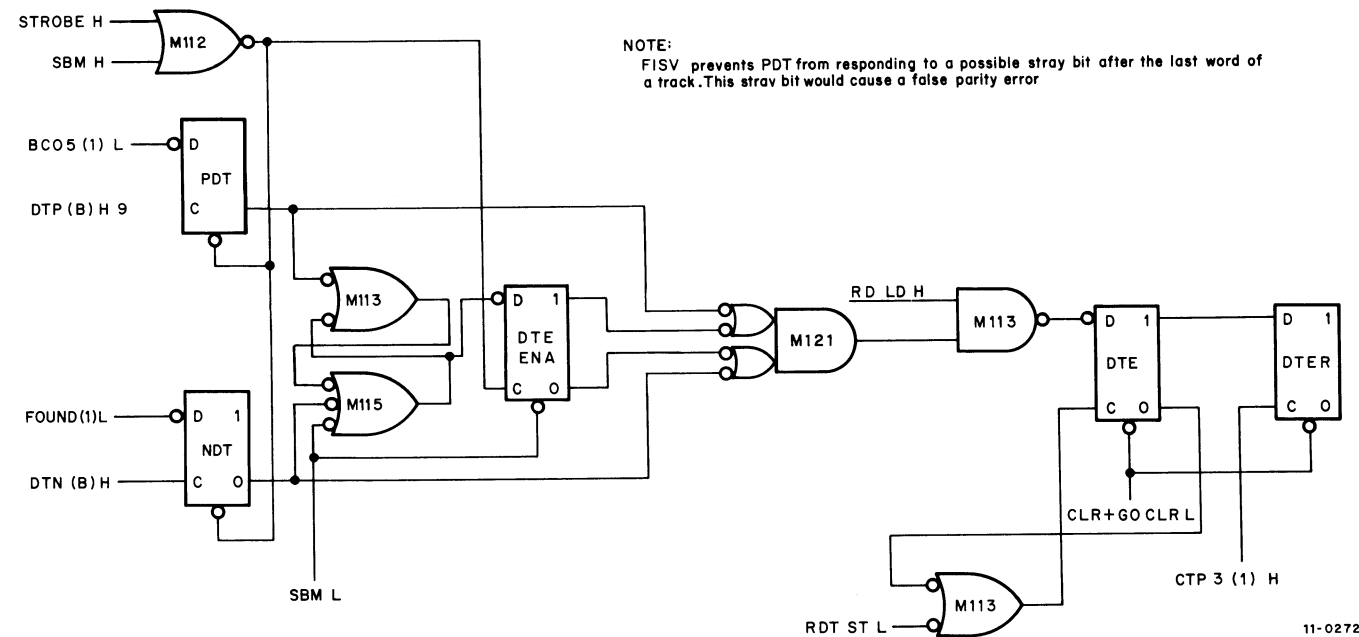 STROBE H
M112
SBM H
NOTE:
FISV prevents PDT from responding to a possible stray bit after the last word of
a track. This strav bit would cause a false parity error
BC05 (1) L
D
PDT
C
DTP (B) H 9
M113
D 1
DTE
ENA
C 0
RD LD H
M121
M113
D 1
DTE
C 0
D 1
DTER
C 0
M115
FOUND(1)L
D 1
NDT
C 0
DTN (B) H
CLR+GO CLR L
SBM L
CTP 3 (1) H
M113
RDT ST L
11-0272